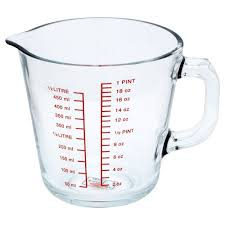 ½ LITRE
450 ml
400 ml
350 ml
300 ml
¼ LITRE
200 ml
150 ml
100 ml
50 ml
1 PINT
18 oz
16 oz
14 oz
12 oz
½ PINT
8 oz
6 oz
4 oz
2 oz